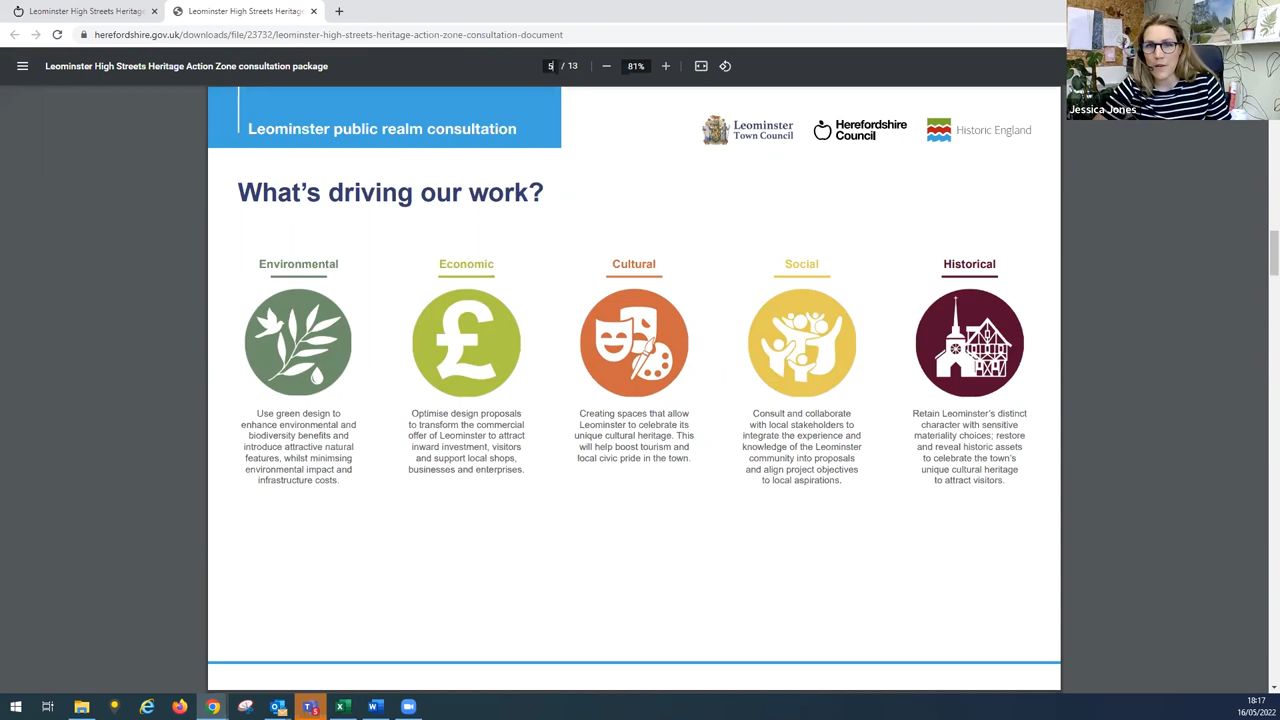 Leominster High Streets Heritage
Leominster High Streets Heritage
herefordshire.gov.uk/downloads/file/23732/leominster-high-streets-heritage-action-zone-consultation-document
Leominster High Streets Heritage Action Zone consultation package
5 / 13
81%
Jessica Jones
Leominster public realm consultation
Leominster
Town Council
Herefordshire
Council
Historic England
What's driving our work?
Environmental
Use green design to
enhance environmental and
biodiversity benefits and
introduce attractive natural
features, whilst minimising
environmental impact and
infrastructure costs.
Economic
£
Optimise design proposals
to transform the commercial
offer of Leominster to attract
inward investment, visitors
and support local shops,
businesses and enterprises.
Cultural
Creating spaces that allow
Leominster to celebrate its
unique cultural heritage. This
will help boost tourism and
local civic pride in the town.
Social
Consult and collaborate
with local stakeholders to
integrate the experience and
knowledge of the Leominster
community into proposals
and align project objectives
to local aspirations.
Historical
Retain Leominster's distinct
character with sensitive
materiality choices; restore
and reveal historic assets
to celebrate the town's
unique cultural heritage
to attract visitors.
18:17
16/05/2022